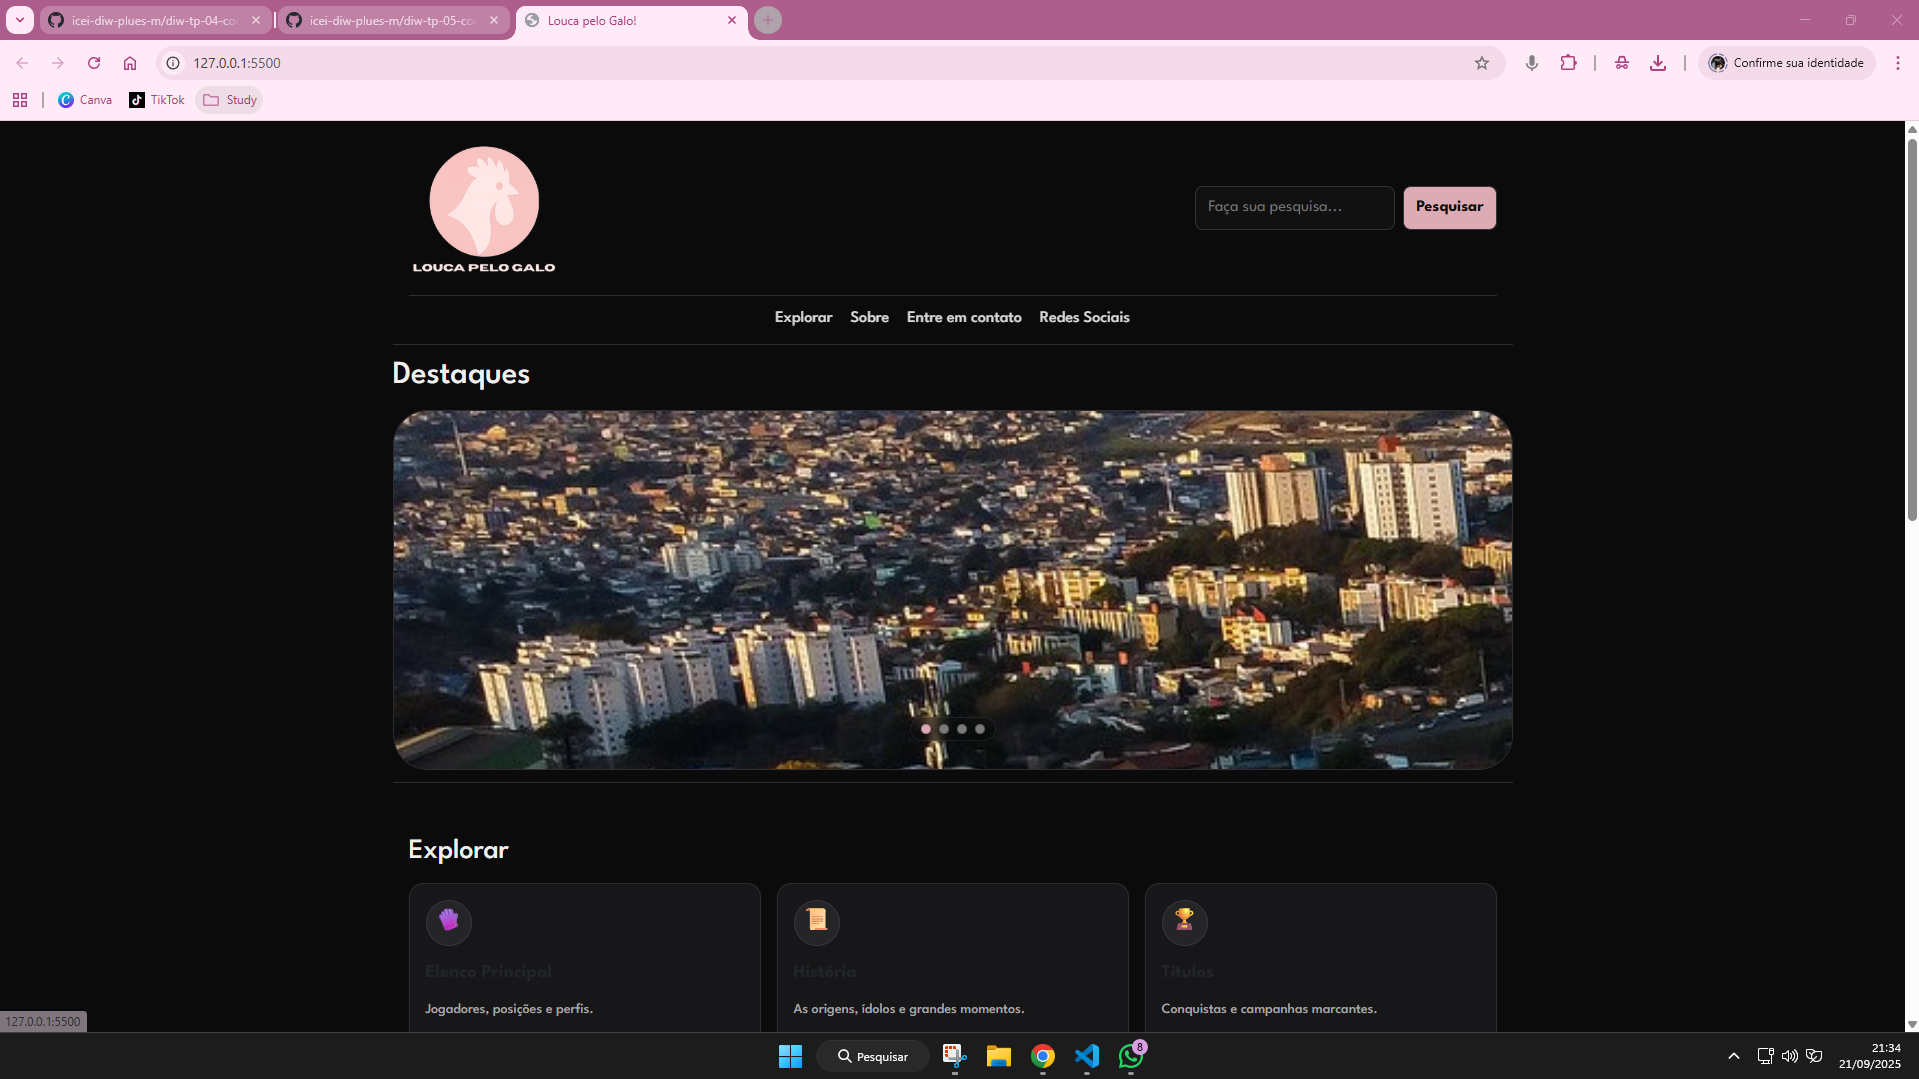 icei-diw-plues-m/diw-tp-04-co
icei-diw-plues-m/diw-tp-05-co
Louca pelo Galo!
127.0.0.1:5500
Confirme sua identidade
Canva
TikTok
Study
LOUCA PELO GALO
Faça sua pesquisa...
Pesquisar
Explorar
Sobre
Entre em contato
Redes Sociais
Destaques
Explorar
Elenco Principal
História
Títulos
Jogadores, posições e perfis.
As origens, ídolos e grandes momentos.
Conquistas e campanhas marcantes.
127.0.0.1:5500
Pesquisar
8
21:34
21/09/2025